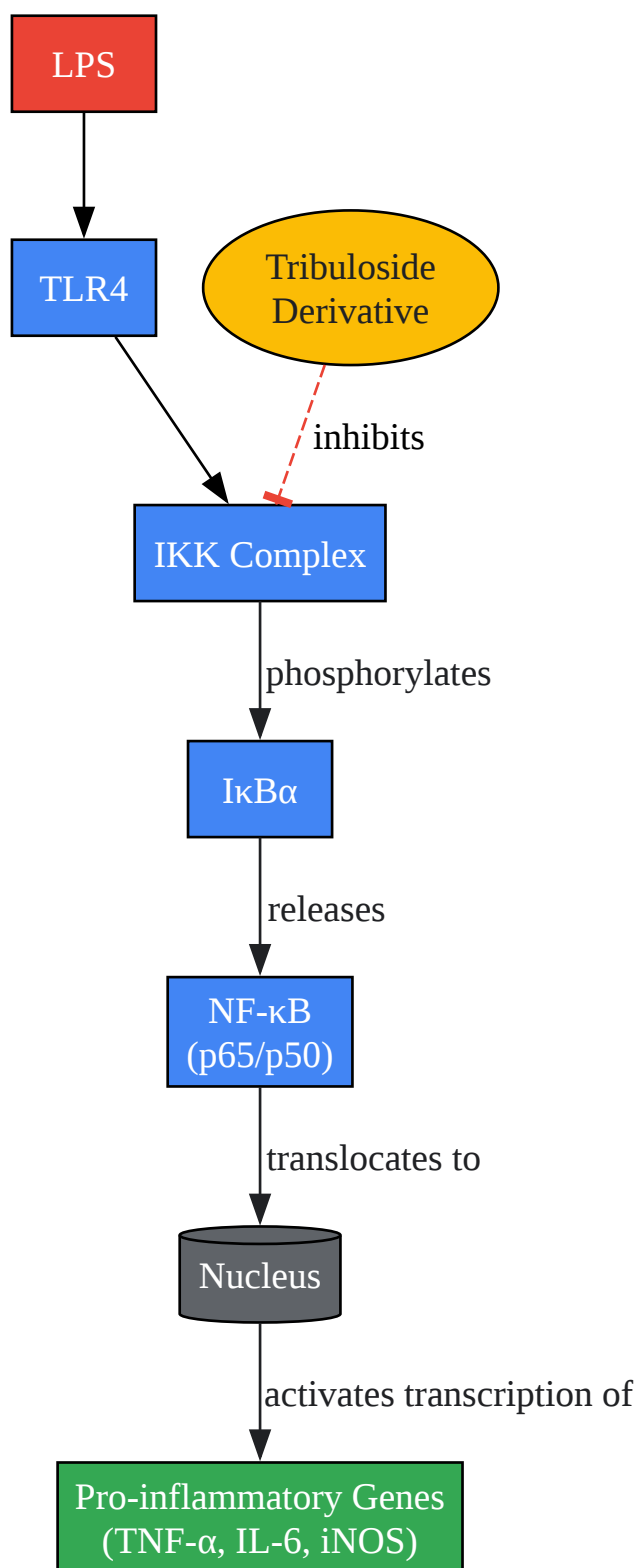 LPS
TLR4
Tribuloside
Derivative
inhibits
IKK Complex
phosphorylates
IκBα
releases
NF-κB
(p65/p50)
translocates to
Nucleus
activates transcription of
Pro-inflammatory Genes
(TNF-α, IL-6, iNOS)